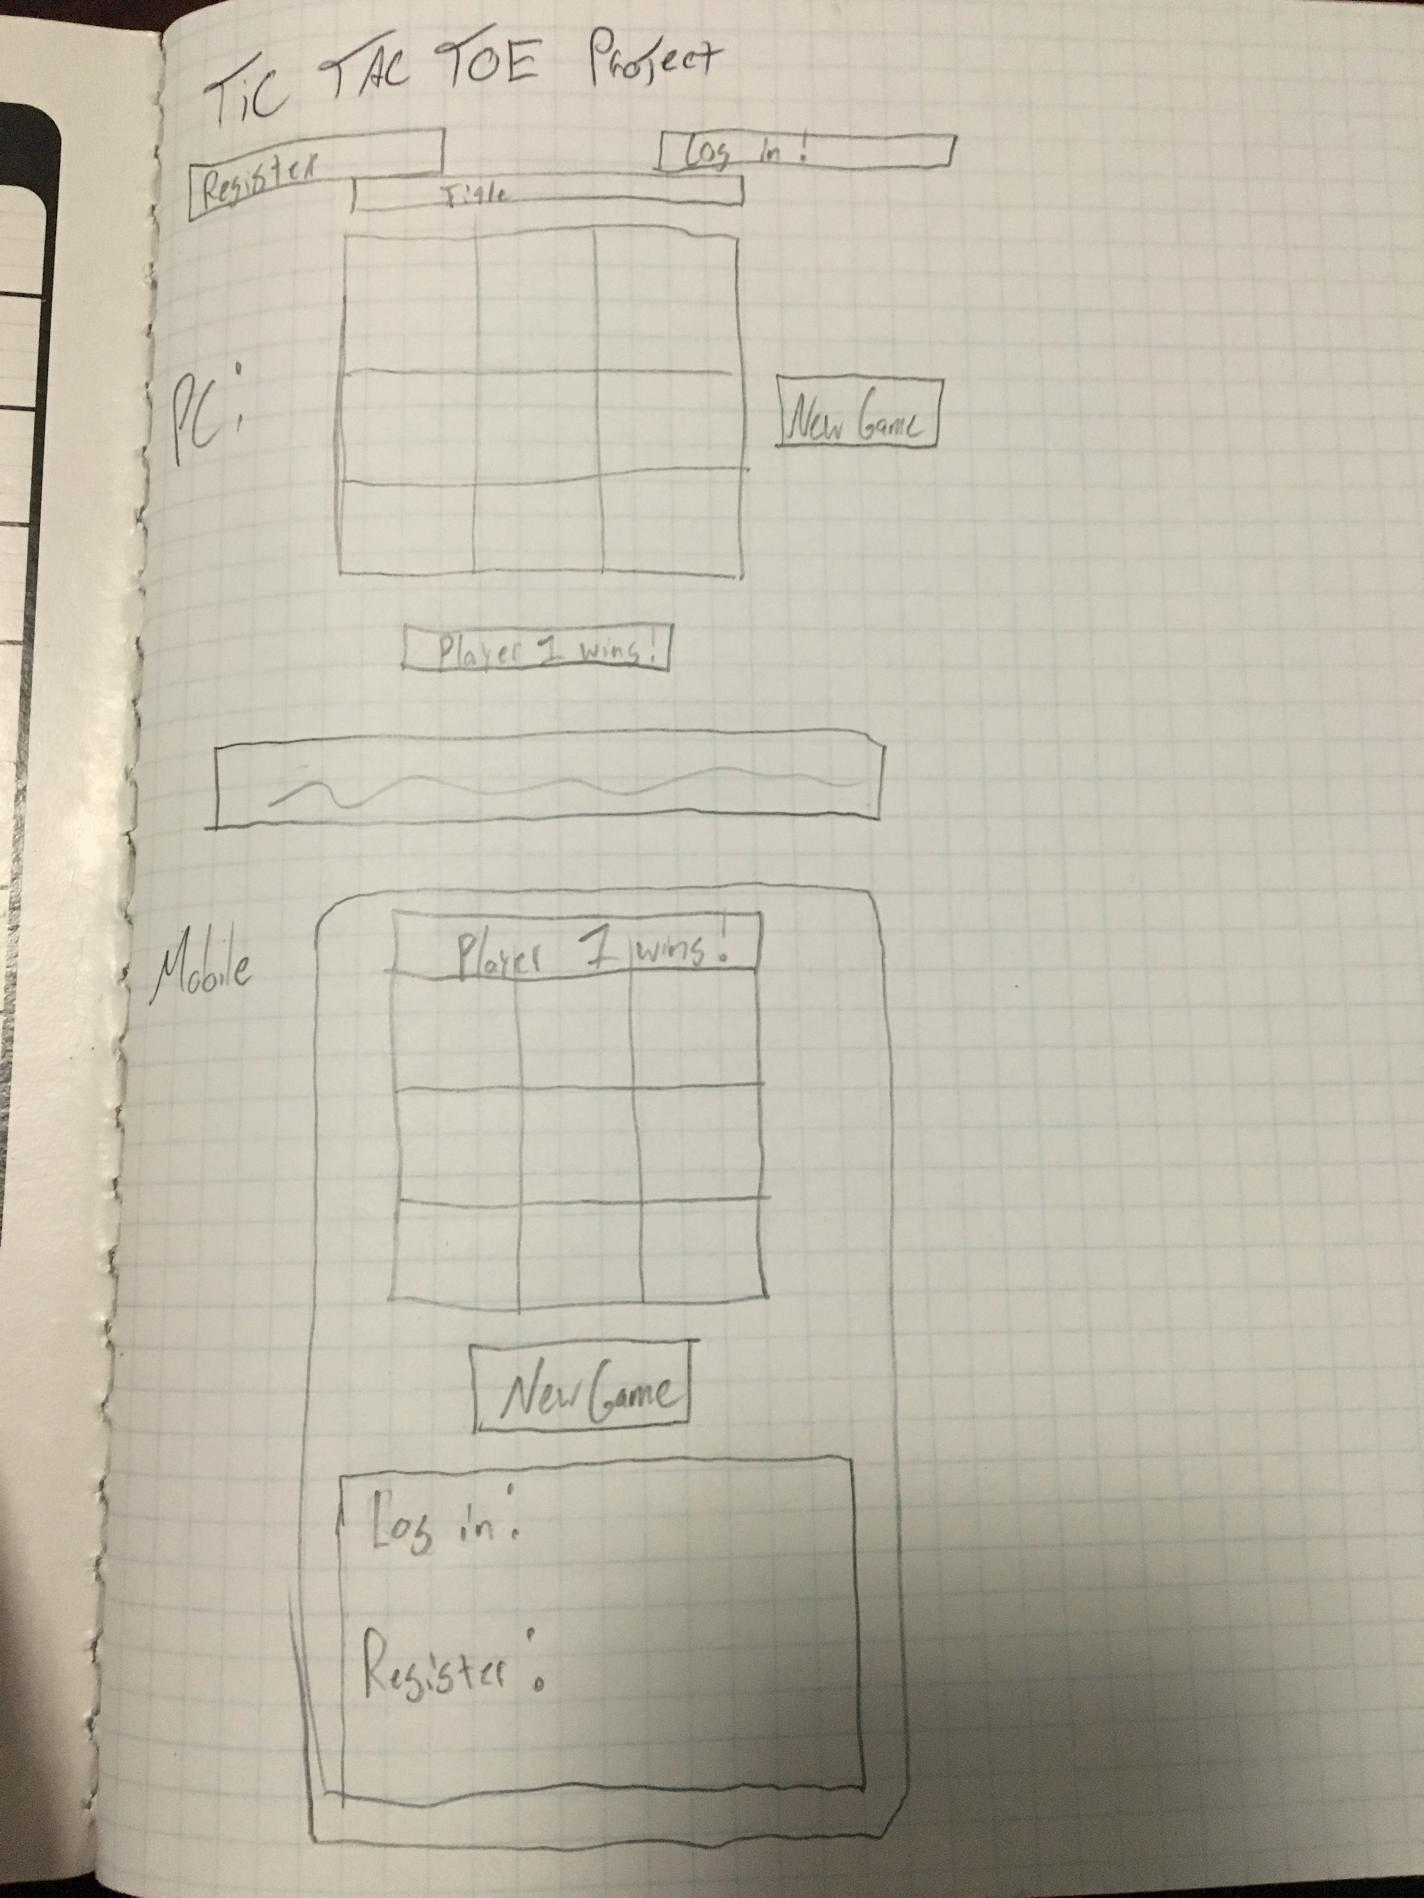 TiC TAC TOE Project
Register
Log in!
Title
PC:
New Game
Player 1 wins!
Mobile
Player 1 wins!
New Game
Log in:
Register: